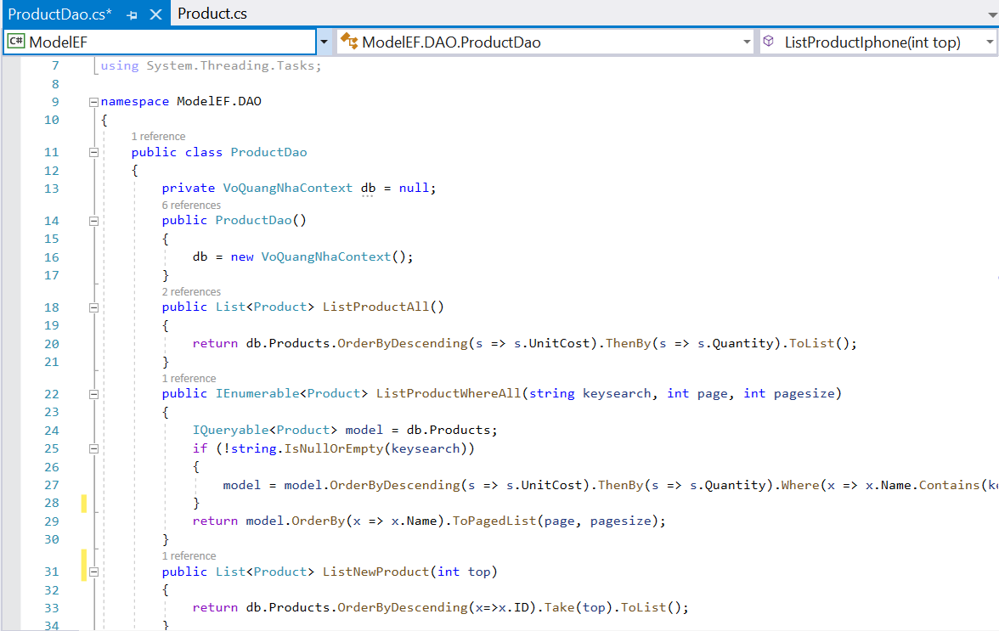 ProductDao.cs* Product.cs
C# ModelEF ModelEF.DAO.ProductDao ListProductIphone(int top)
7 using System.Threading.Tasks;
8
9 namespace ModelEF.DAO
10 {
1 reference
11 public class ProductDao
12 {
13 private VoQuangNhaContext db = null;
6 references
14 public ProductDao()
15 {
16 db = new VoQuangNhaContext();
17 }
2 references
18 public List<Product> ListProductAll()
19 {
20 return db.Products.OrderByDescending(s => s.UnitCost).ThenBy(s => s.Quantity).ToList();
21 }
1 reference
22 public IEnumerable<Product> ListProductWhereAll(string keysearch, int page, int pagesize)
23 {
24 IQueryable<Product> model = db.Products;
25 if (!string.IsNullOrEmpty(keysearch))
26 {
27 model = model.OrderByDescending(s => s.UnitCost).ThenBy(s => s.Quantity).Where(x => x.Name.Contains(ke
28 }
29 return model.OrderBy(x => x.Name).ToPagedList(page, pagesize);
30 }
1 reference
31 public List<Product> ListNewProduct(int top)
32 {
33 return db.Products.OrderByDescending(x=>x.ID).Take(top).ToList();
34 }